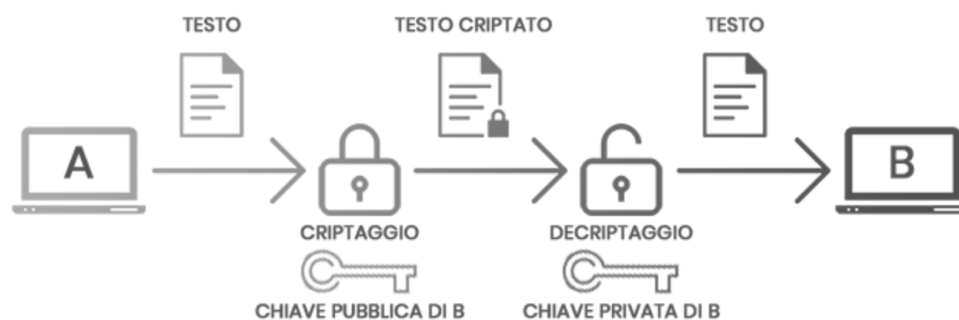 TESTO
TESTO CRIPTATO
TESTO
A
B
CRIPTAGGIO
DECRIPTAGGIO
CHIAVE PUBBLICA DI B
CHIAVE PRIVATA DI B